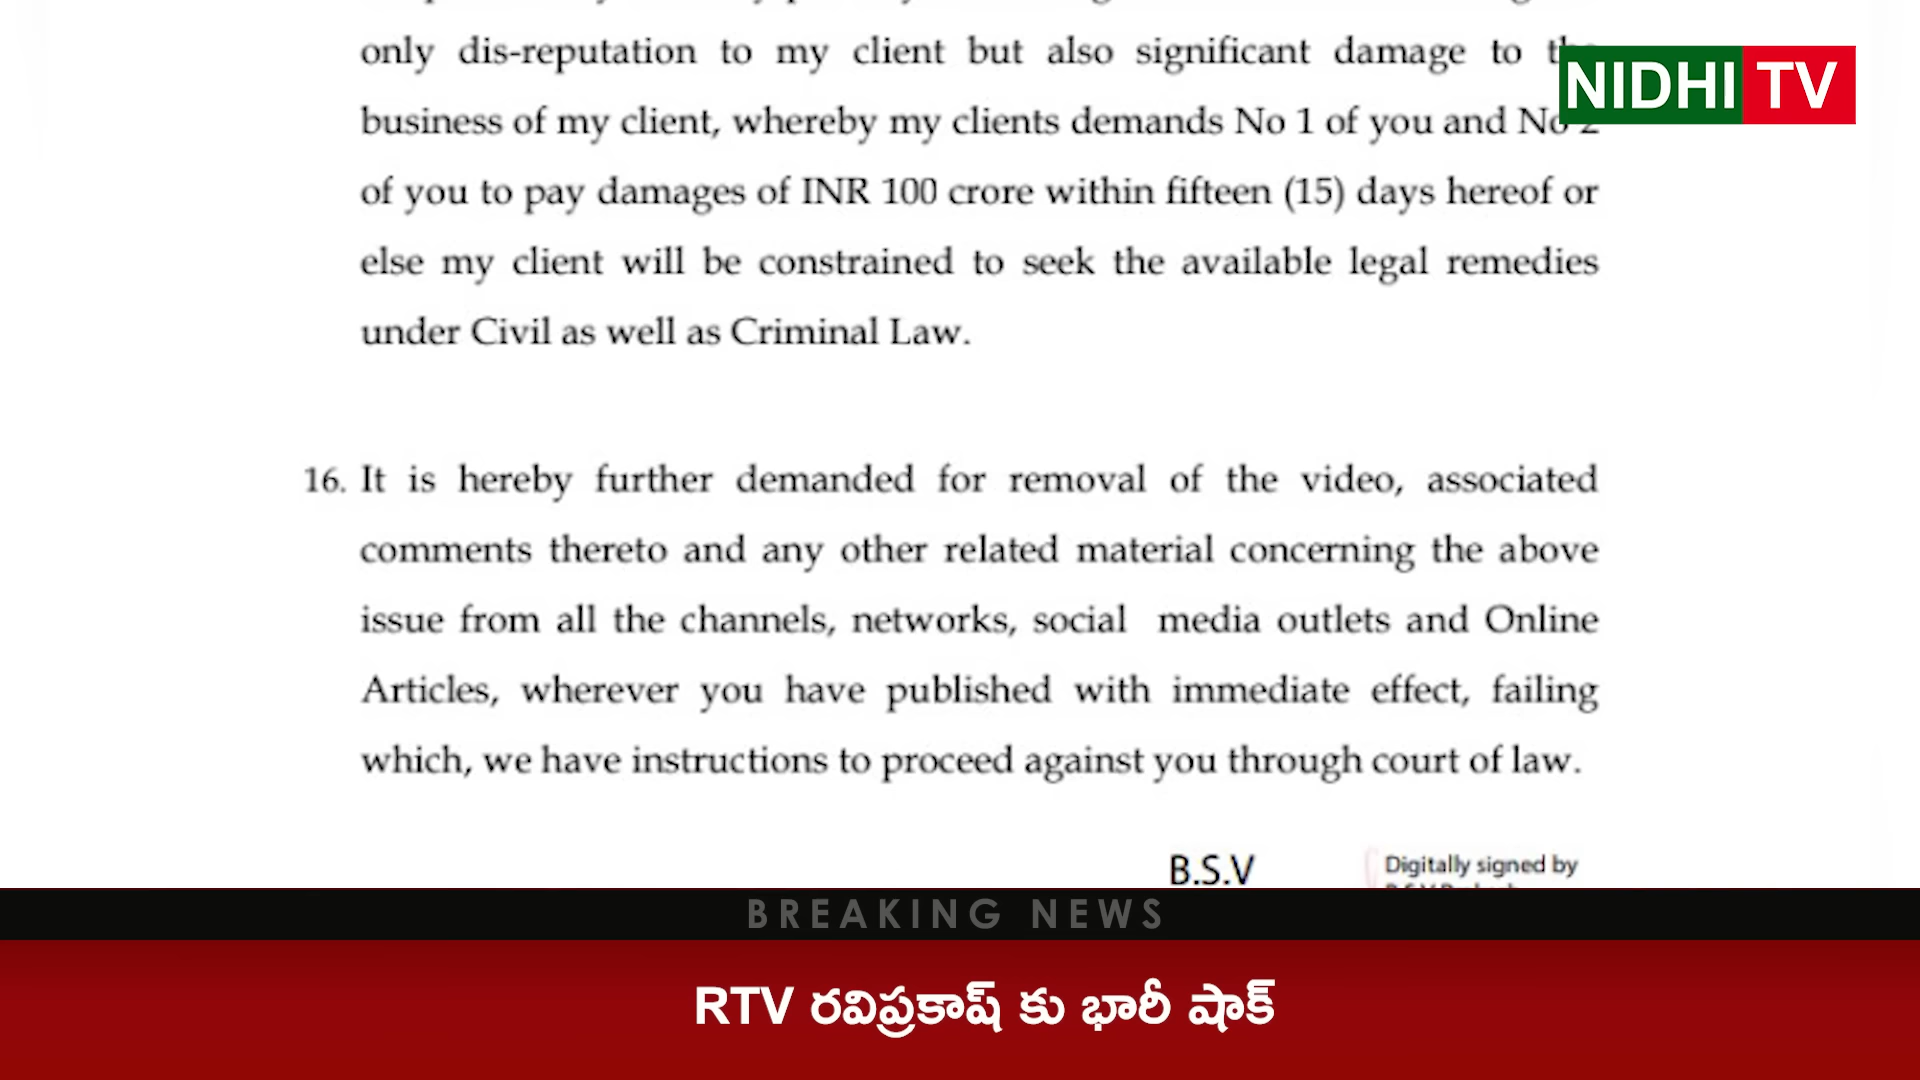 only dis-reputation to my client but also significant damage to the
NIDHI TV
business of my client, whereby my clients demands No 1 of you and No 2
of you to pay damages of INR 100 crore within fifteen (15) days hereof or
else my client will be constrained to seek the available legal remedies
under Civil as well as Criminal Law.
16. It is hereby further demanded for removal of the video, associated
comments thereto and any other related material concerning the above
issue from all the channels, networks, social media outlets and Online
Articles, wherever you have published with immediate effect, failing
which, we have instructions to proceed against you through court of law.
B.S.V
Digitally signed by
BREAKING NEWS
RTV రవిప్రకాష్ కు భారీ షాక్